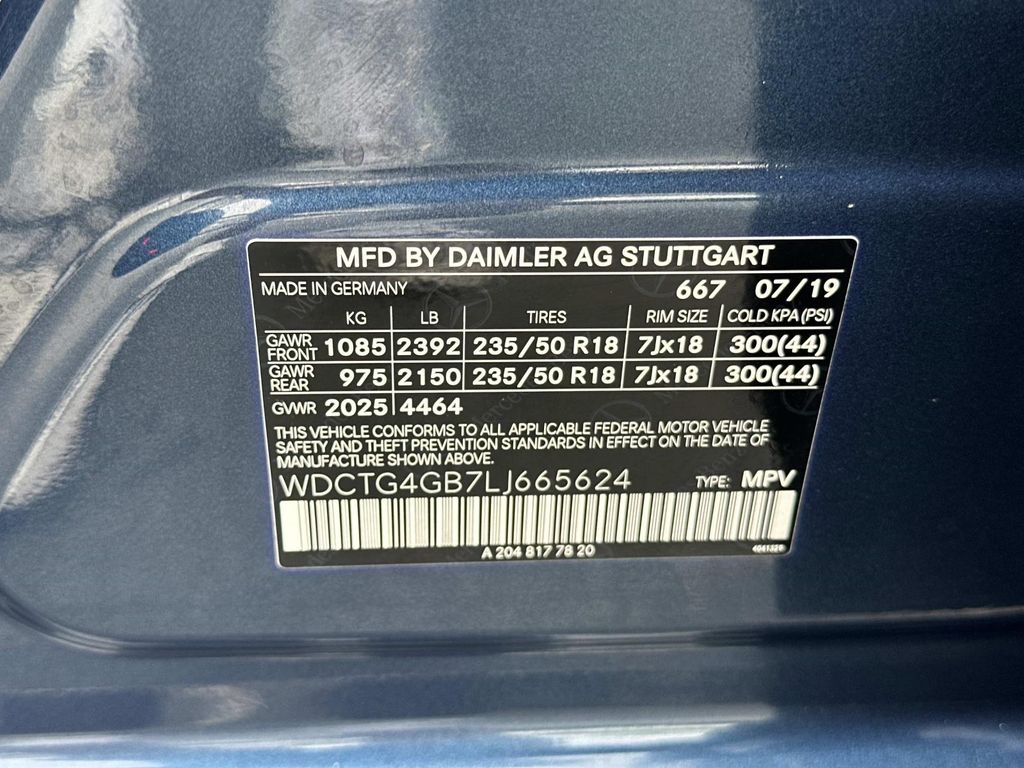 MFD BY DAIMLER AG STUTTGART
MADE IN GERMANY 667 07/19
KG LB TIRES RIM SIZE COLD KPA (PSI)
GAWR FRONT 1085 2392 235/50 R18 7Jx18 300(44)
GAWR REAR 975 2150 235/50 R18 7Jx18 300(44)
GVWR 2025 4464
THIS VEHICLE CONFORMS TO ALL APPLICABLE FEDERAL MOTOR VEHICLE
SAFETY AND THEFT PREVENTION STANDARDS IN EFFECT ON THE DATE OF
MANUFACTURE SHOWN ABOVE.
WDCTG4GB7LJ665624 TYPE: MPV
A 204 817 78 20